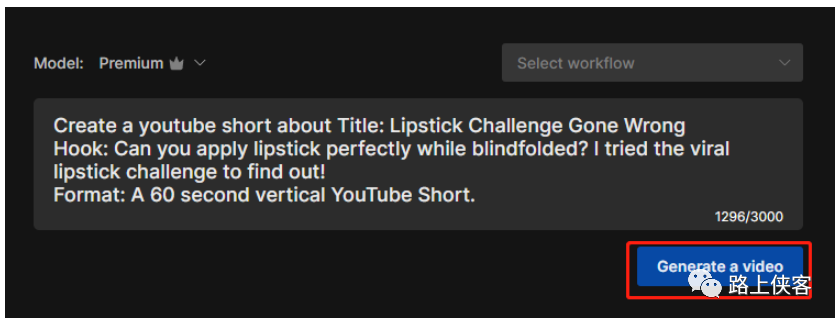 Model: Premium
Select workflow
Create a youtube short about Title: Lipstick Challenge Gone Wrong
Hook: Can you apply lipstick perfectly while blindfolded? I tried the viral
lipstick challenge to find out!
Format: A 60 second vertical YouTube Short.
1296/3000
Generate a video
路上侠客